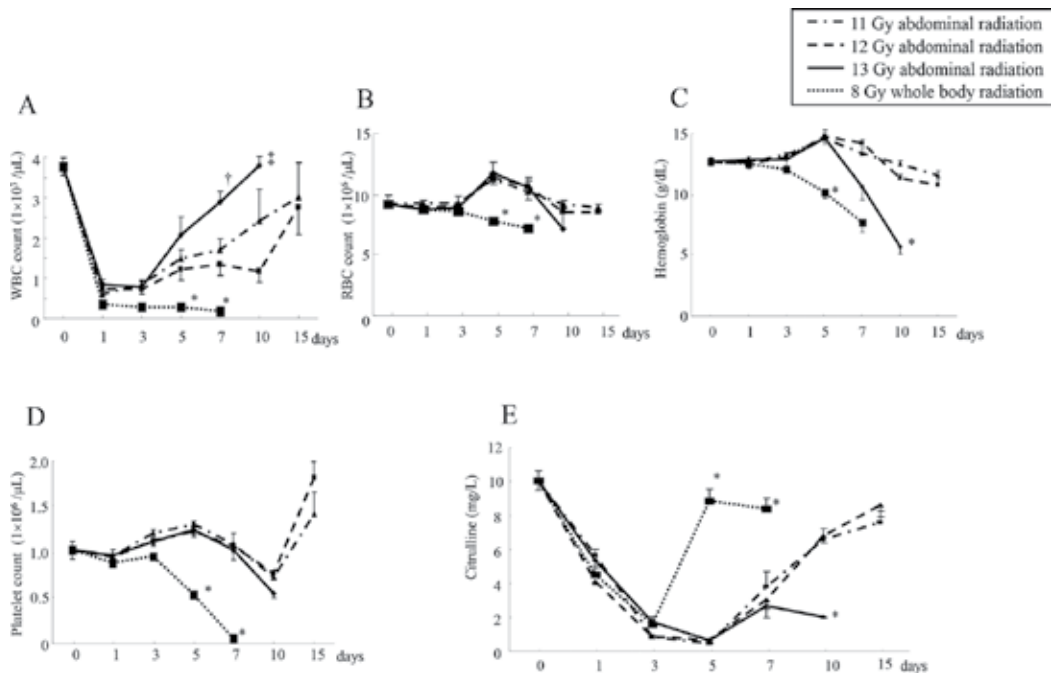 11 Gy abdominal radiation
12 Gy abdominal radiation
13 Gy abdominal radiation
8 Gy whole body radiation
A
WBC count (1×10³/μL)
4
3
2
1
0
†
‡
*
*
0 1 3 5 7 10 15 days
B
RBC count (1×10⁶/μL)
15
10
5
0
*
*
0 1 3 5 7 10 15 days
C
Hemoglobin (g/dL)
15
10
5
0
*
*
0 1 3 5 7 10 15 days
D
Platelet count (1×10⁶/μL)
2.0
1.5
1.0
0.5
0
*
*
0 1 3 5 7 10 15 days
E
Citrulline (mg/L)
12
10
8
6
4
2
0
*
*
*
0 1 3 5 7 10 15 days